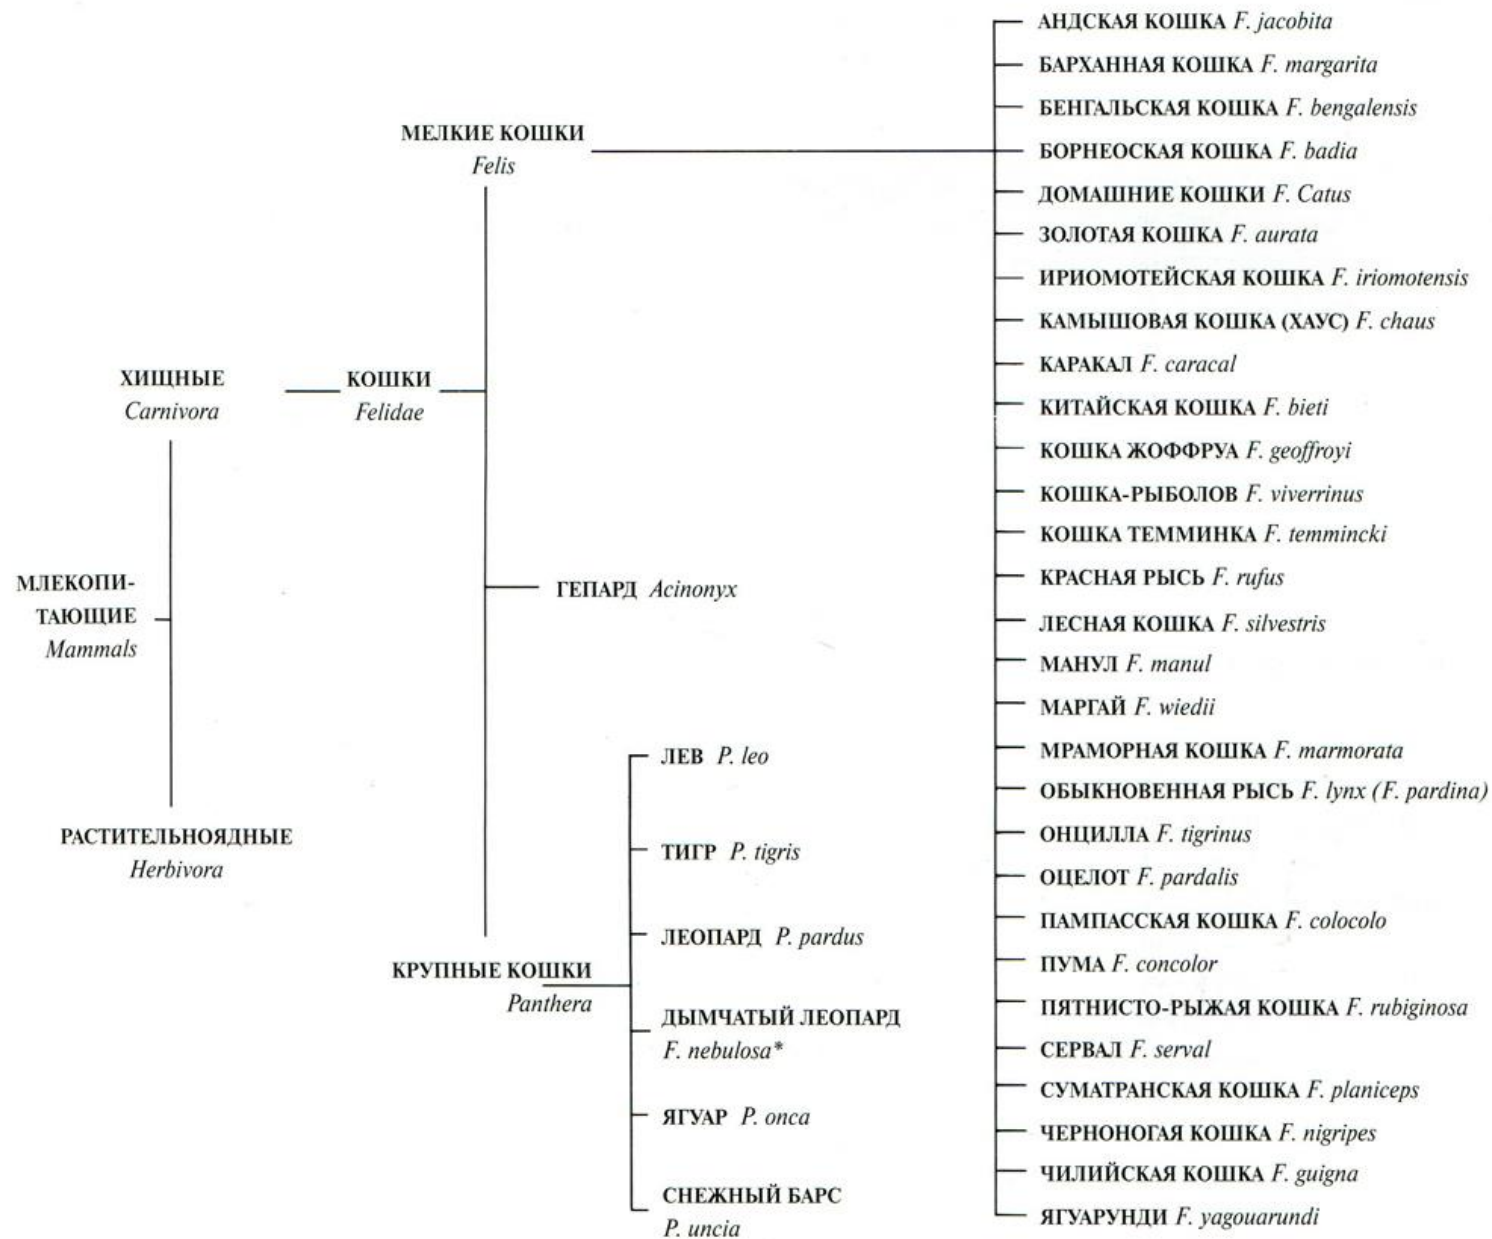 МЛЕКОПИ-
ТАЮЩИЕ
Mammals
ХИЩНЫЕ
Carnivora
РАСТИТЕЛЬНОЯДНЫЕ
Herbivora
КОШКИ
Felidae
МЕЛКИЕ КОШКИ
Felis
ГЕПАРД Acinonyx
КРУПНЫЕ КОШКИ
Panthera
ЛЕВ P. leo
ТИГР P. tigris
ЛЕОПАРД P. pardus
ДЫМЧАТЫЙ ЛЕОПАРД
F. nebulosa*
ЯГУАР P. onca
СНЕЖНЫЙ БАРС
P. uncia
АНДСКАЯ КОШКА F. jacobita
БАРХАННАЯ КОШКА F. margarita
БЕНГАЛЬСКАЯ КОШКА F. bengalensis
БОРНЕОСКАЯ КОШКА F. badia
ДОМАШНИЕ КОШКИ F. Catus
ЗОЛОТАЯ КОШКА F. aurata
ИРИОМОТЕЙСКАЯ КОШКА F. iriomotensis
КАМЫШОВАЯ КОШКА (ХАУС) F. chaus
КАРАКАЛ F. caracal
КИТАЙСКАЯ КОШКА F. bieti
КОШКА ЖОФФРУА F. geoffroyi
КОШКА-РЫБОЛОВ F. viverrinus
КОШКА ТЕММИНКА F. temmincki
КРАСНАЯ РЫСЬ F. rufus
ЛЕСНАЯ КОШКА F. silvestris
МАНУЛ F. manul
МАРГАЙ F. wiedii
МРАМОРНАЯ КОШКА F. marmorata
ОБЫКНОВЕННАЯ РЫСЬ F. lynx (F. pardina)
ОНЦИЛЛА F. tigrinus
ОЦЕЛОТ F. pardalis
ПАМПАССКАЯ КОШКА F. colocolo
ПУМА F. concolor
ПЯТНИСТО-РЫЖАЯ КОШКА F. rubiginosa
СЕРВАЛ F. serval
СУМАТРАНСКАЯ КОШКА F. planiceps
ЧЕРНОНОГАЯ КОШКА F. nigripes
ЧИЛИЙСКАЯ КОШКА F. guigna
ЯГУАРУНДИ F. yagouarundi